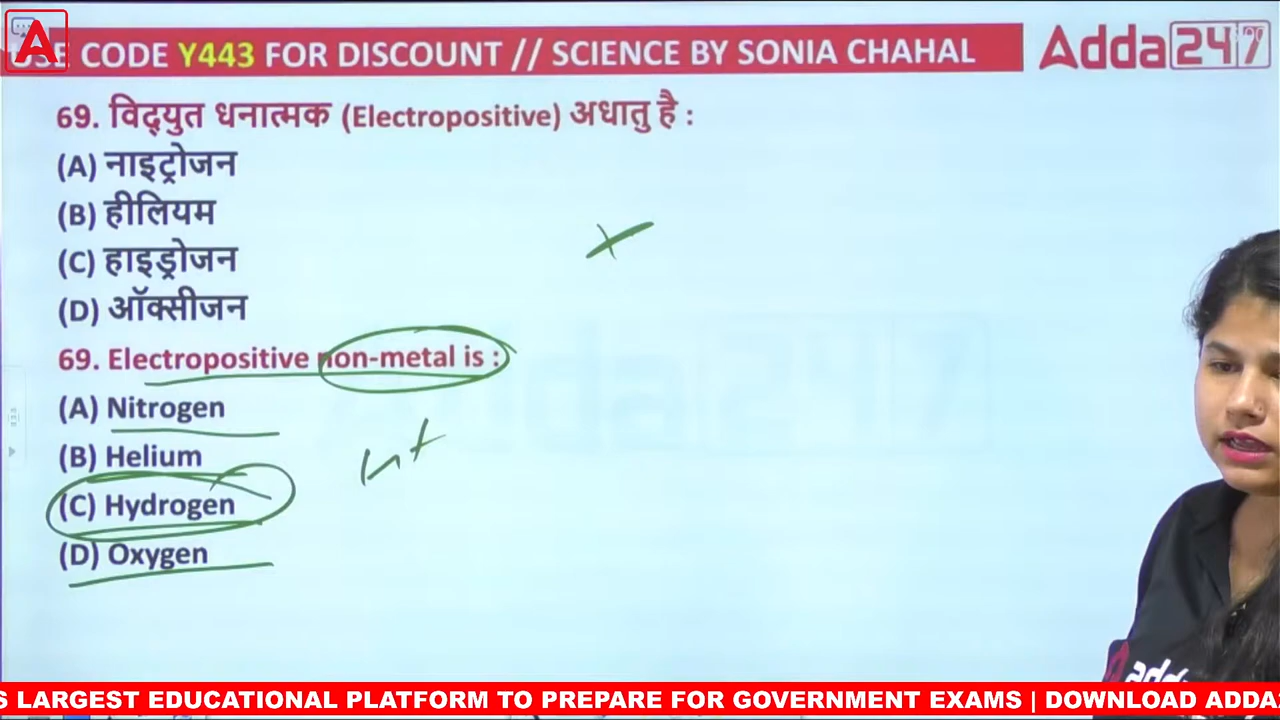 A
USE CODE Y443 FOR DISCOUNT // SCIENCE BY SONIA CHAHAL
Adda247
69. विद्युत धनात्मक (Electropositive) अधातु है :
(A) नाइट्रोजन
(B) हीलियम
(C) हाइड्रोजन
(D) ऑक्सीजन
69. Electropositive non-metal is :
(A) Nitrogen
(B) Helium
(C) Hydrogen
(D) Oxygen
Adda247
S LARGEST EDUCATIONAL PLATFORM TO PREPARE FOR GOVERNMENT EXAMS | DOWNLOAD ADDA